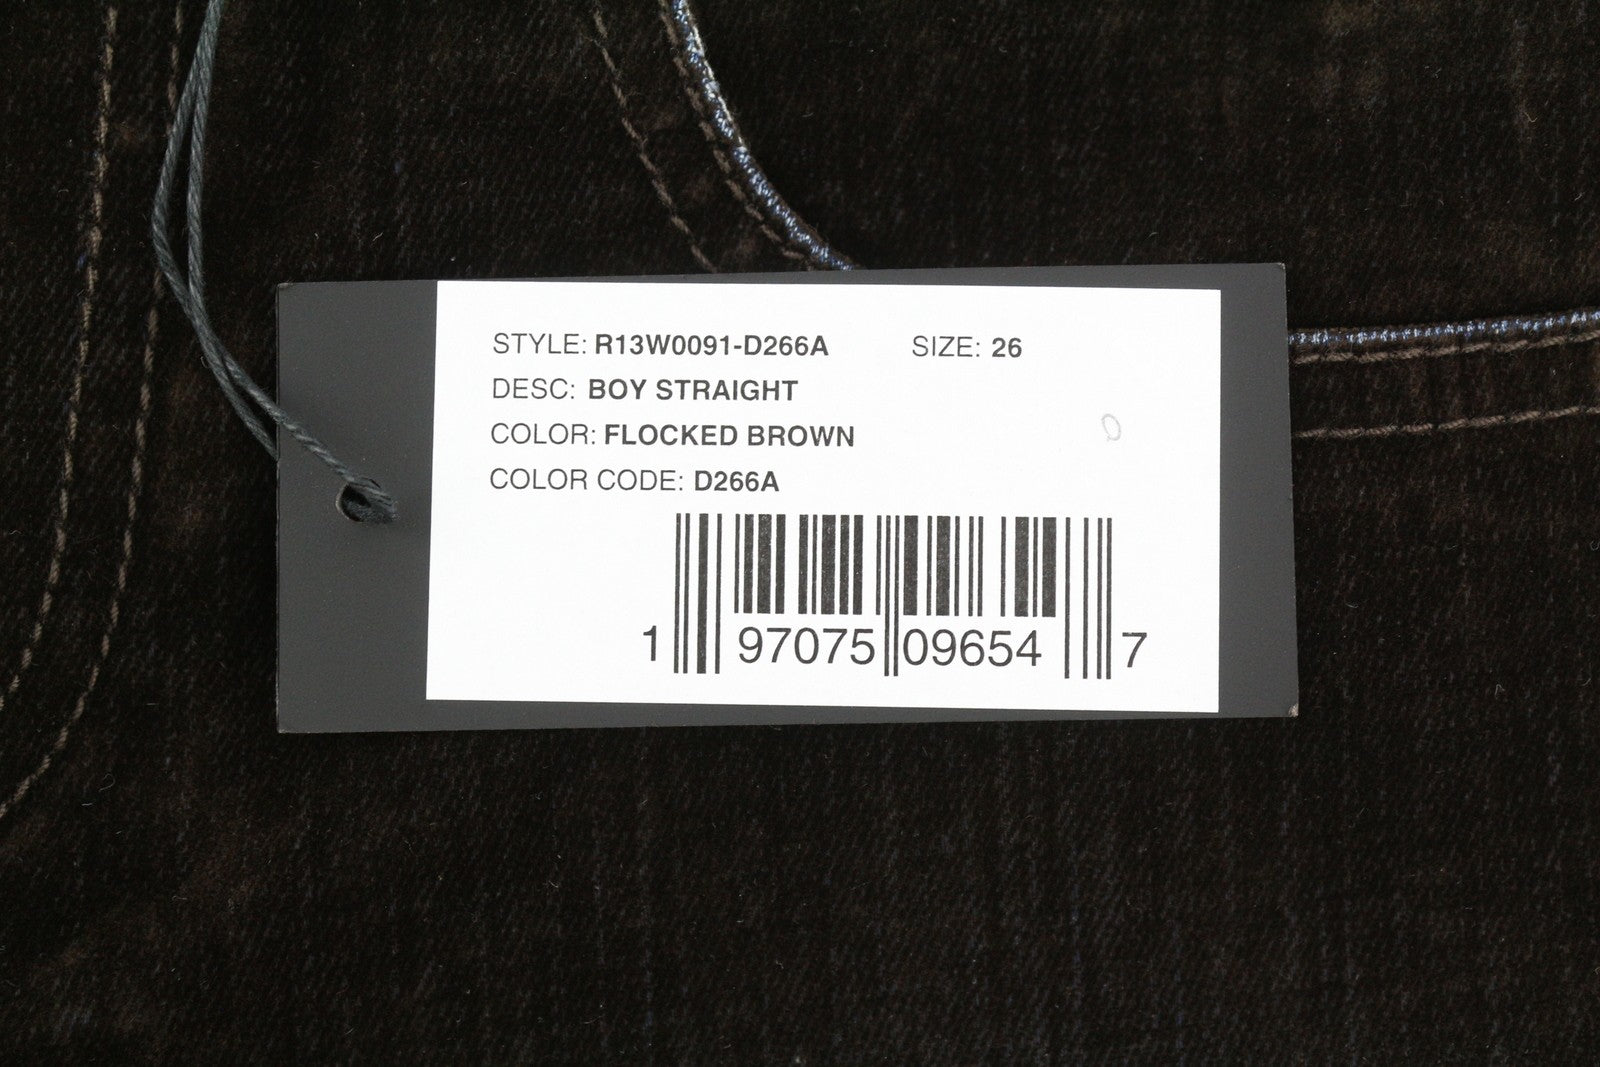 STYLE: R13W0091-D266A SIZE: 26
DESC: BOY STRAIGHT
COLOR: FLOCKED BROWN
COLOR CODE: D266A
1 97075 09654 7